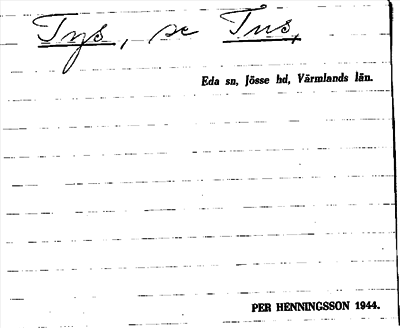 Tys, se Tus,
Eda sn, Jösse hd, Värmlands län.
PER HENNINGSSON 1944.